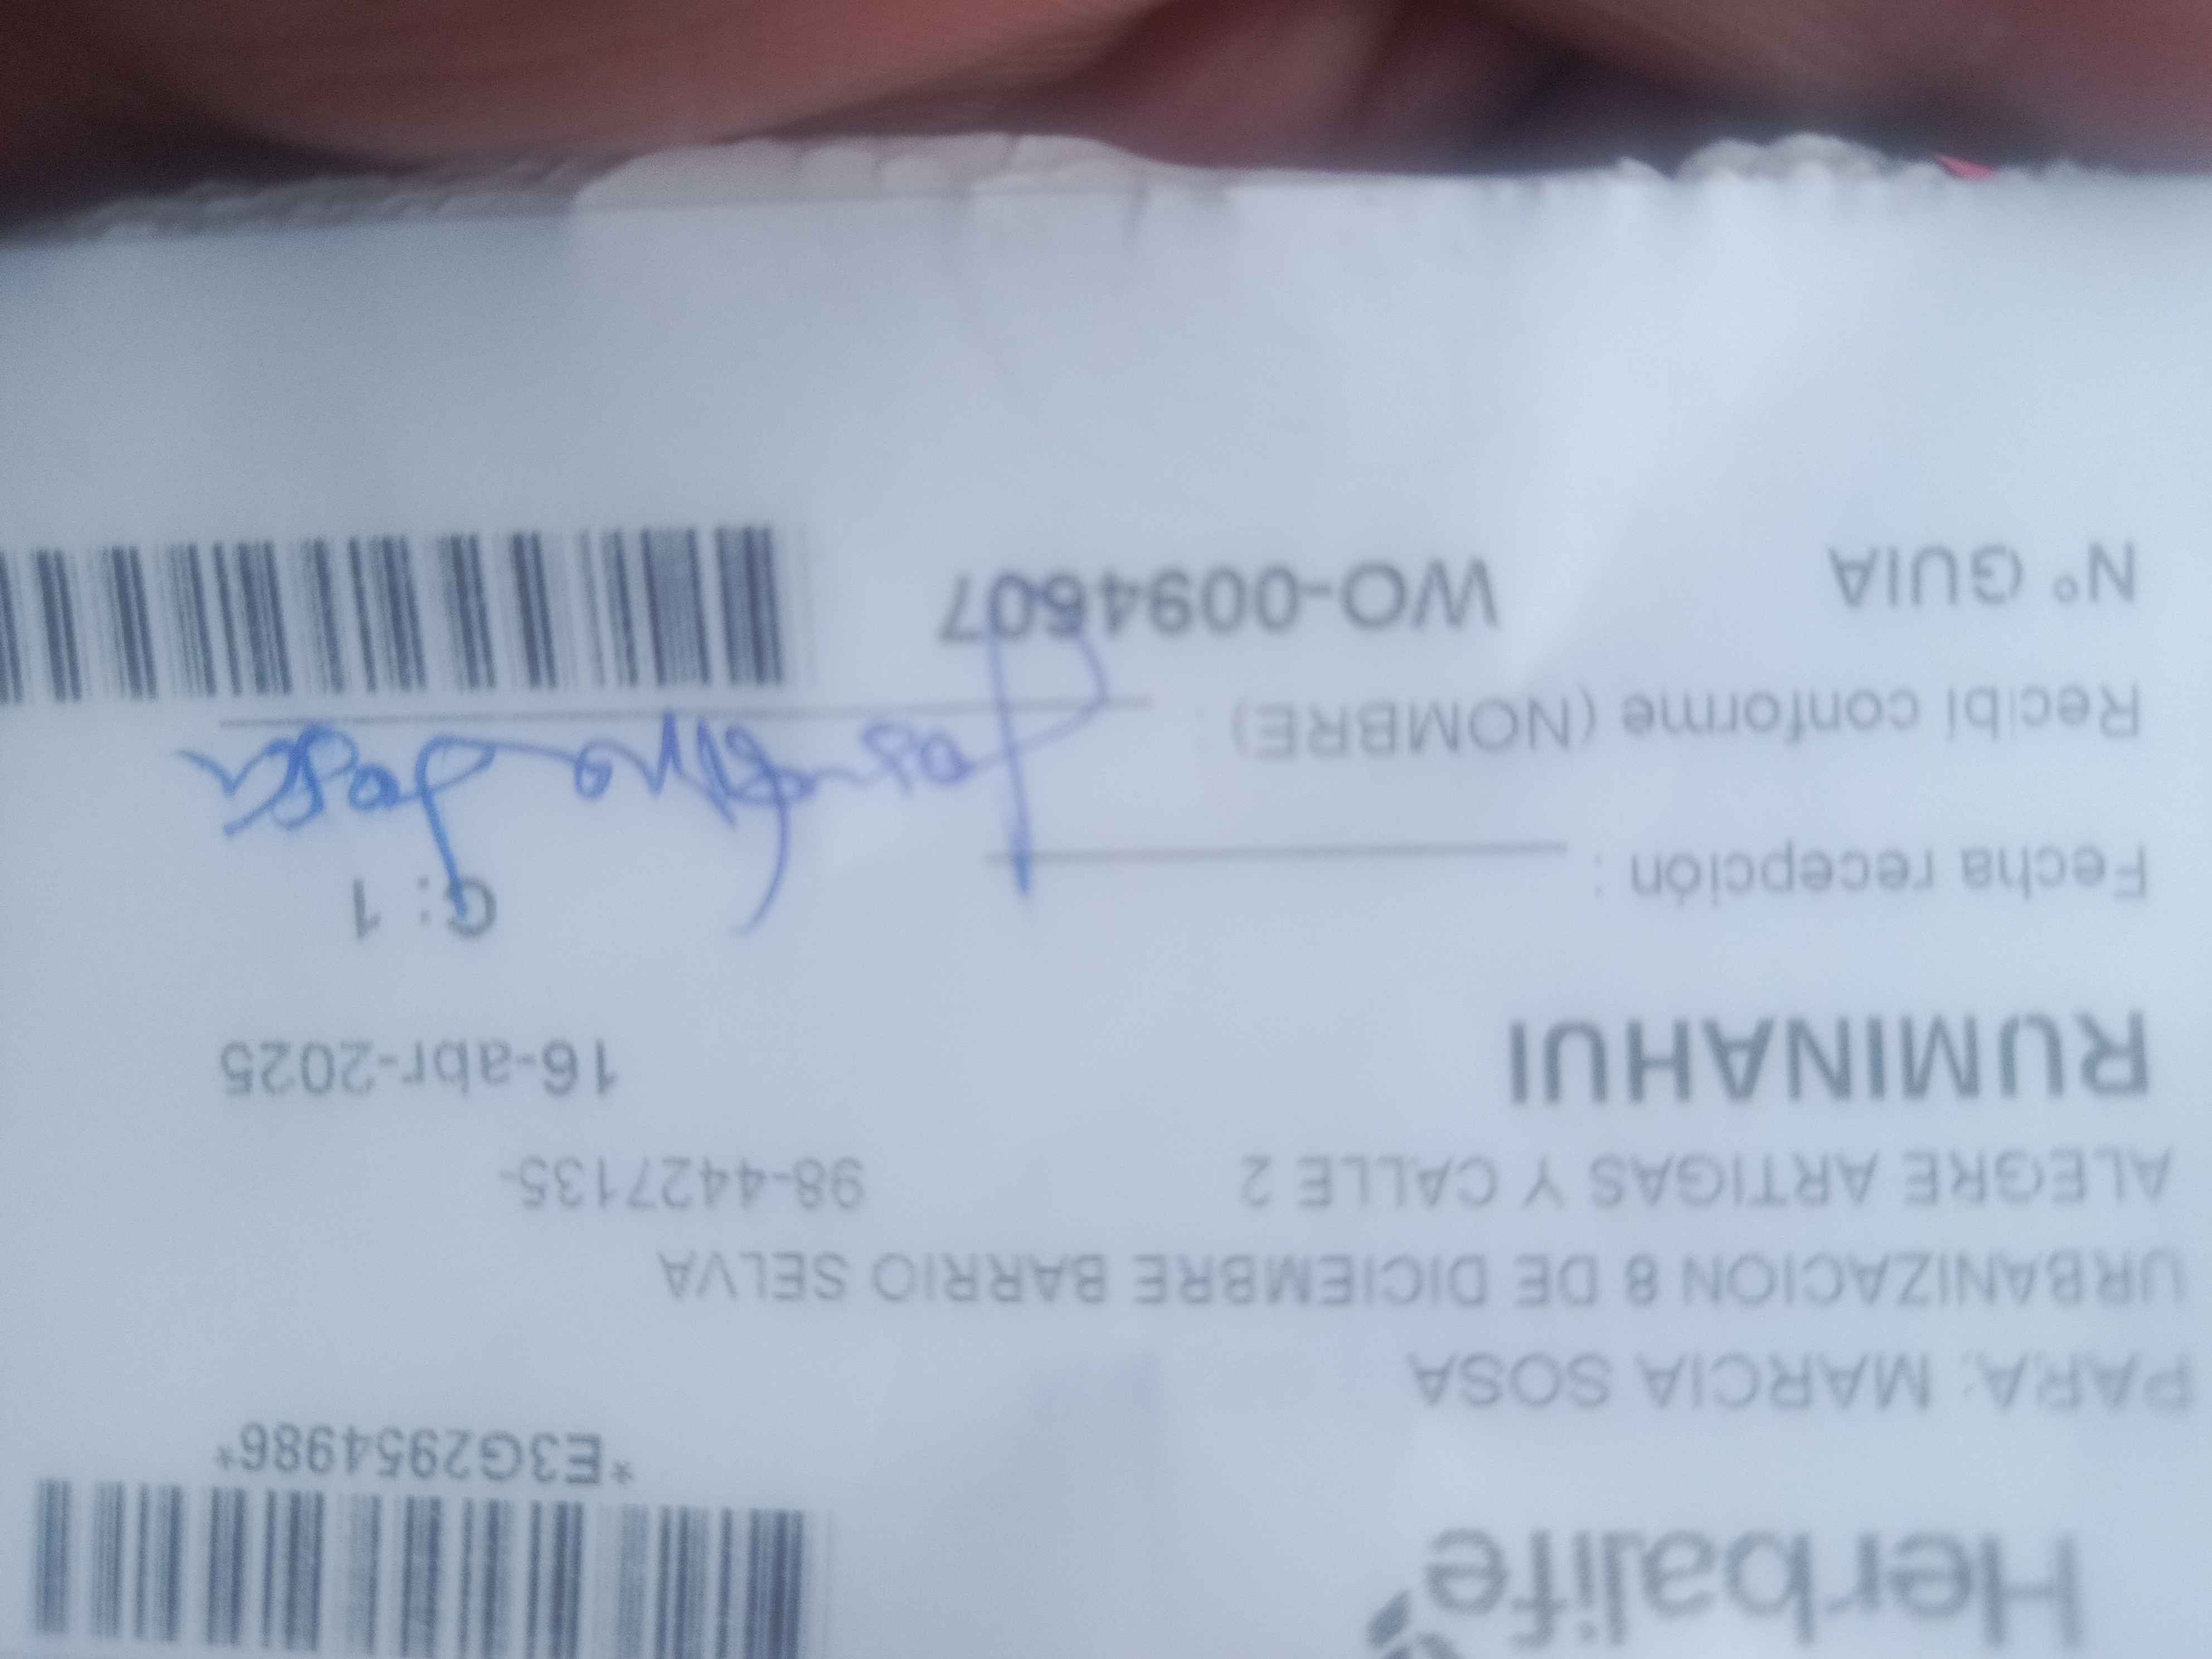 Herbalife
*E3G2954986*
PARA: MARCIA SOSA
URBANIZACION 8 DE DICIEMBRE BARRIO SELVA
ALEGRE ARTIGAS Y CALLE 2 98-4427135-
RUMINAHUI 16-abr-2025
Fecha recepción : C: 1
Recibí conforme (NOMBRE) :
N° GUIA WO-0094607